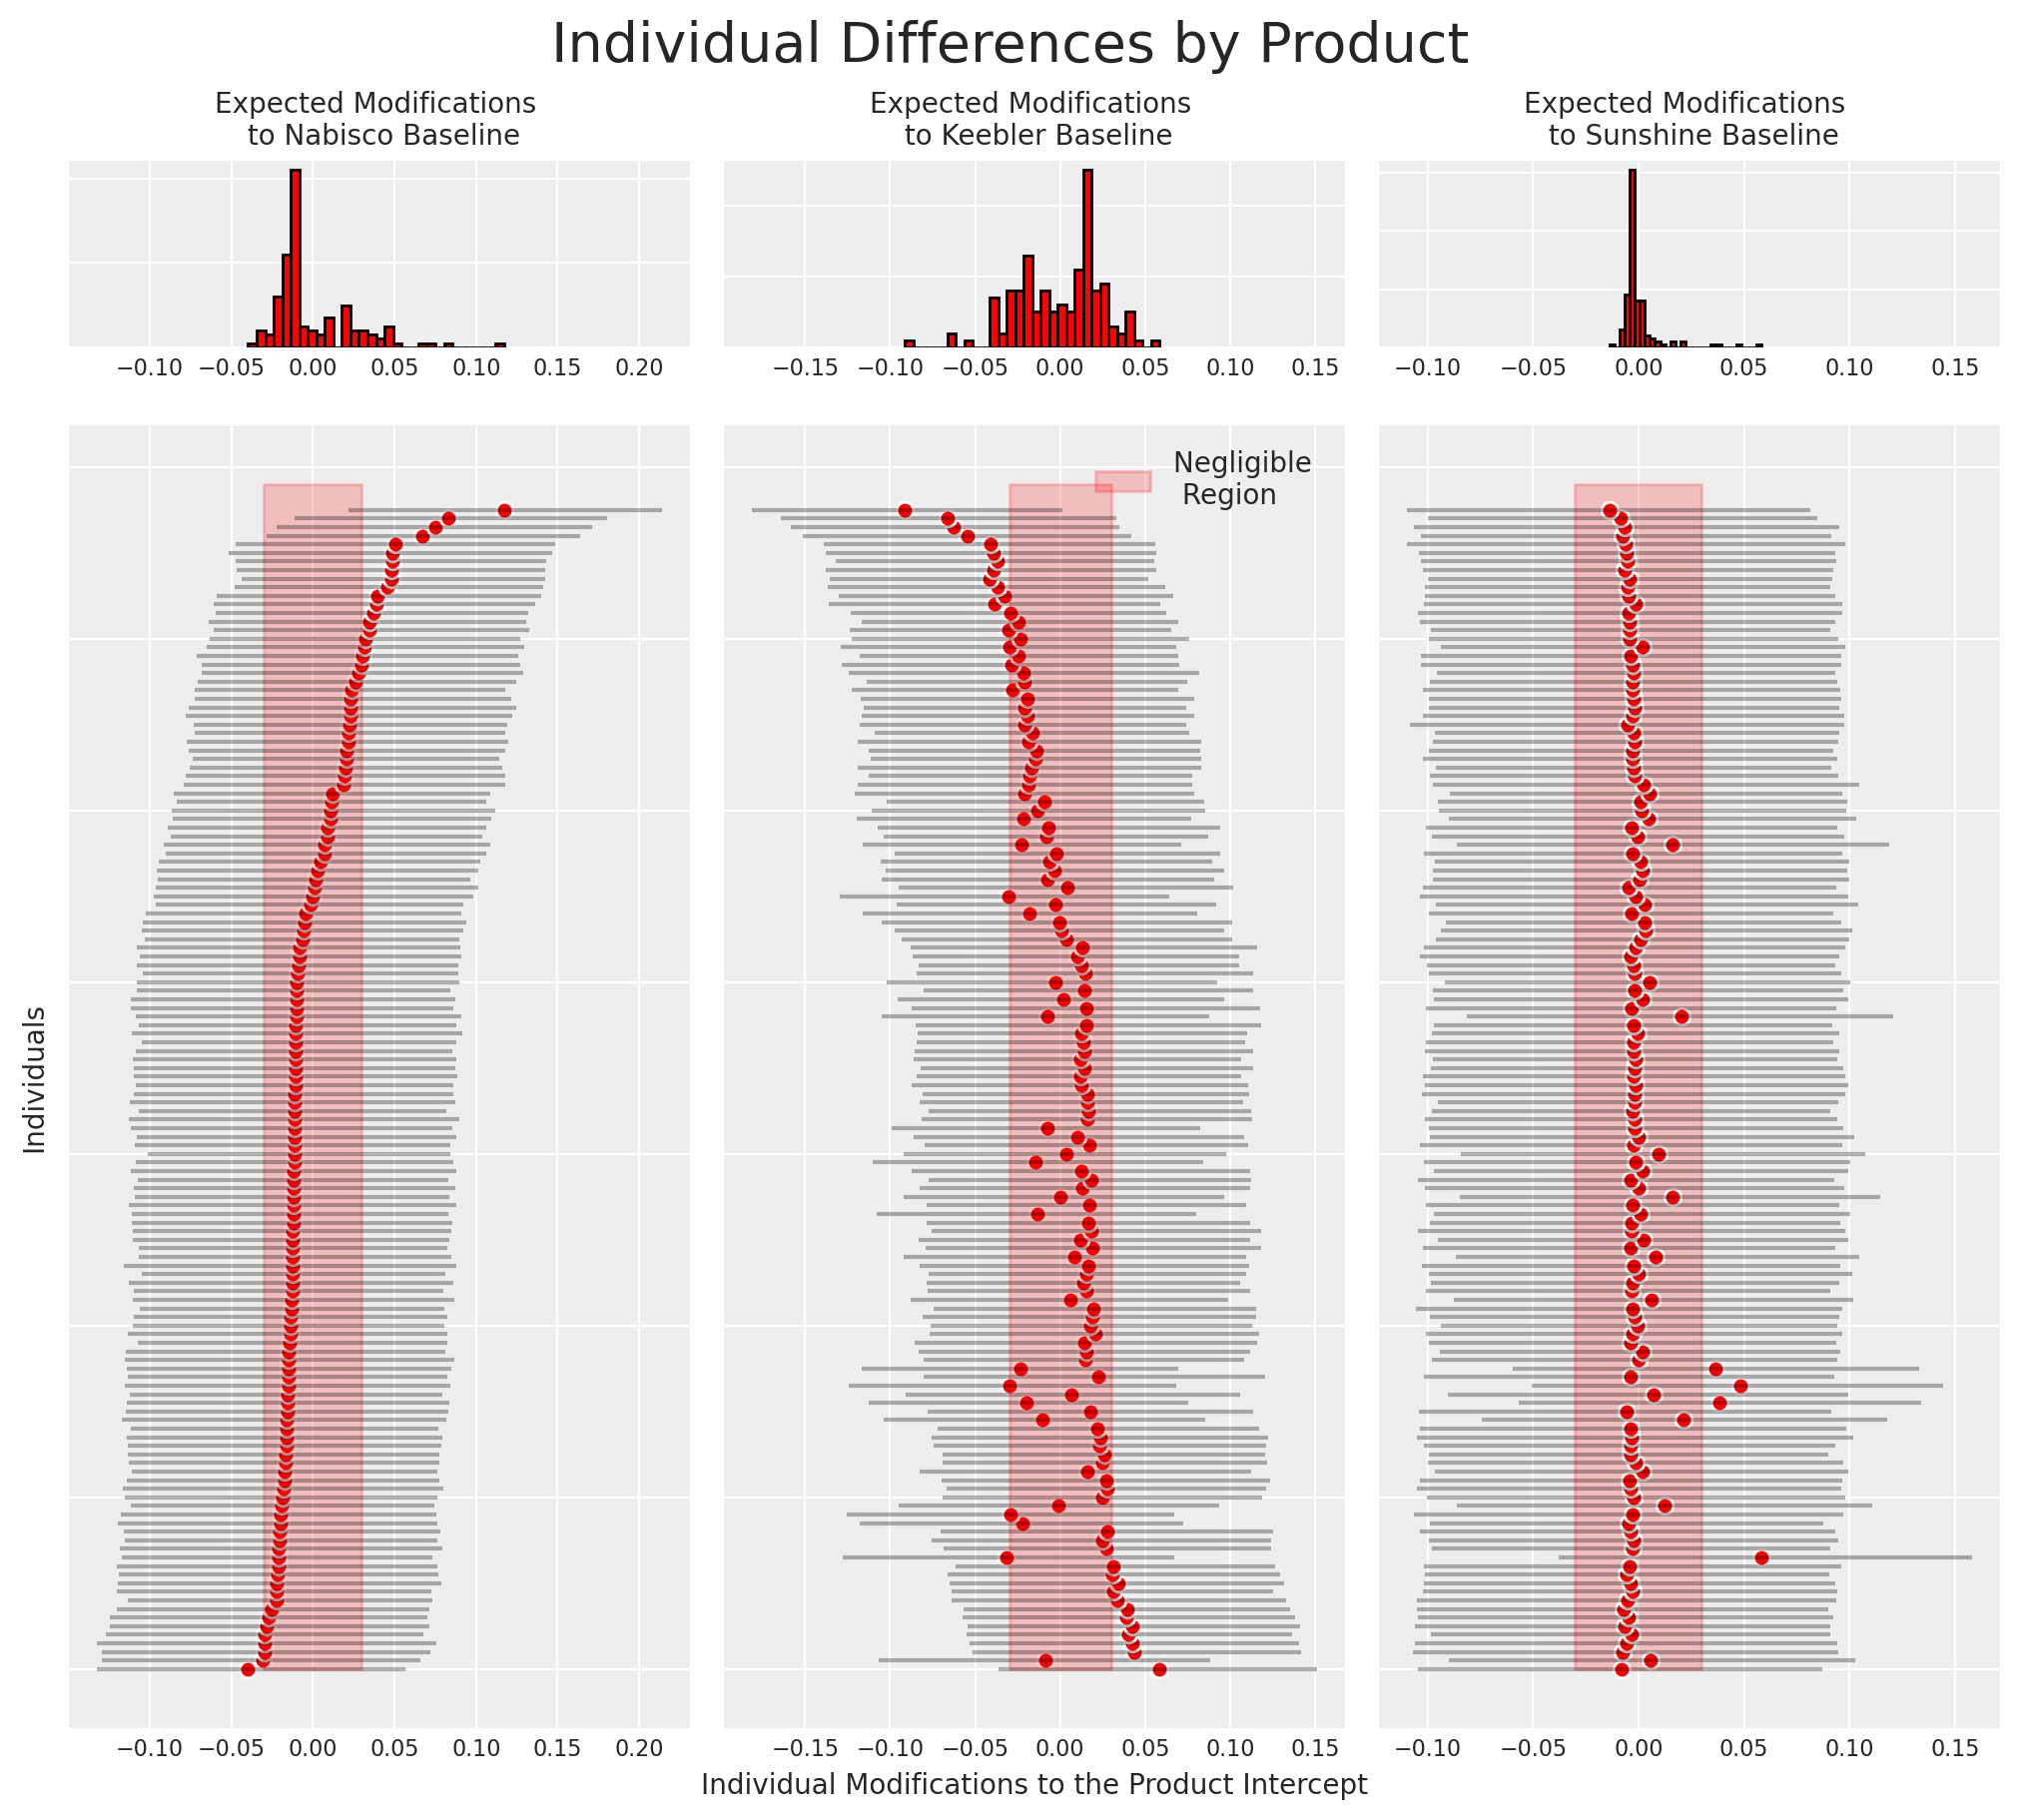 Individual Differences by Product
Expected Modifications
to Nabisco Baseline
Expected Modifications
to Keebler Baseline
Expected Modifications
to Sunshine Baseline
−0.10 −0.05 0.00 0.05 0.10 0.15 0.20
−0.15 −0.10 −0.05 0.00 0.05 0.10 0.15
−0.10 −0.05 0.00 0.05 0.10 0.15
Negligible
Region
Individuals
−0.10 −0.05 0.00 0.05 0.10 0.15 0.20
−0.15 −0.10 −0.05 0.00 0.05 0.10 0.15
−0.10 −0.05 0.00 0.05 0.10 0.15
Individual Modifications to the Product Intercept